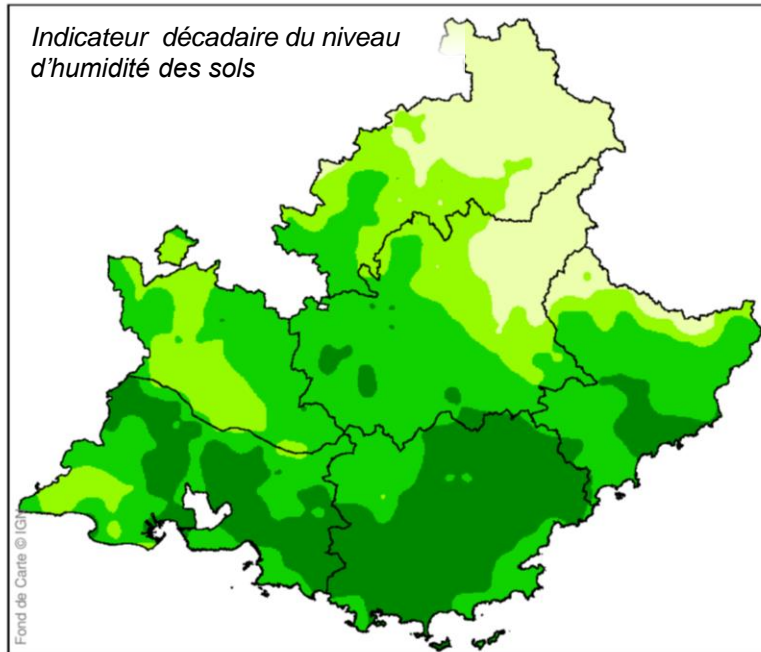 Indicateur décadaire du niveau
d'humidité des sols
Fond de Carte © IGN